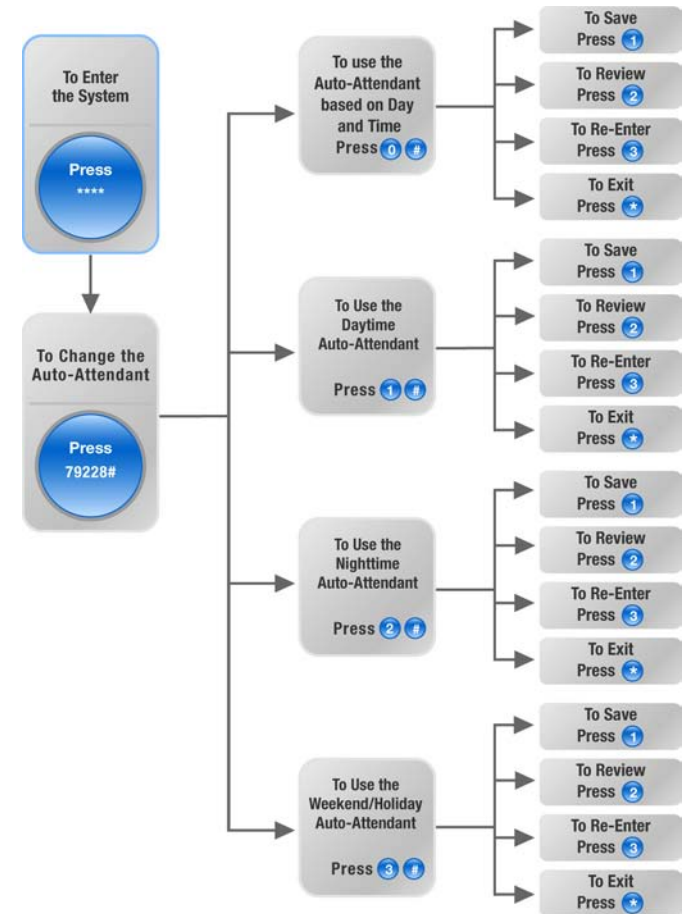 To Enter
the System
Press
****
To Change the
Auto-Attendant
Press
79228#
To use the
Auto-Attendant
based on Day
and Time
Press 0 #
To Save
Press 1
To Review
Press 2
To Re-Enter
Press 3
To Exit
Press *
To Use the
Daytime
Auto-Attendant
Press 1 #
To Save
Press 1
To Review
Press 2
To Re-Enter
Press 3
To Exit
Press *
To Use the
Nighttime
Auto-Attendant
Press 2 #
To Save
Press 1
To Review
Press 2
To Re-Enter
Press 3
To Exit
Press *
To Use the
Weekend/Holiday
Auto-Attendant
Press 3 #
To Save
Press 1
To Review
Press 2
To Re-Enter
Press 3
To Exit
Press *